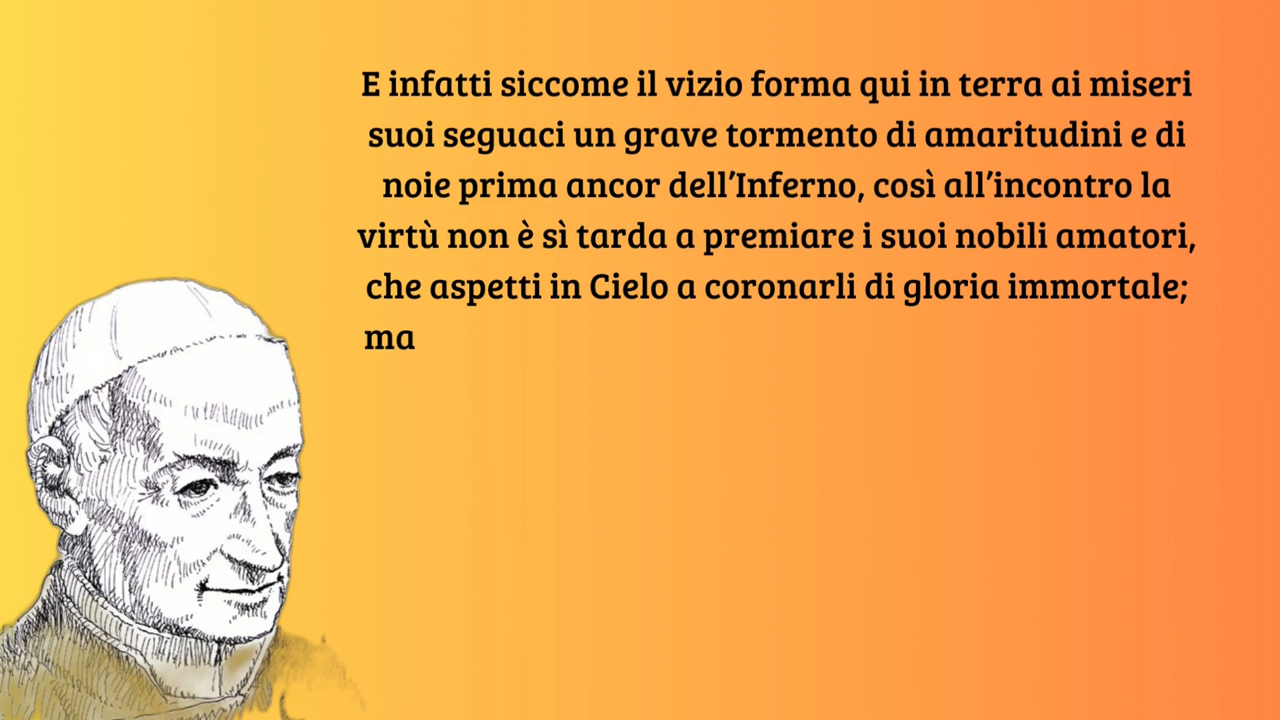 E infatti siccome il vizio forma qui in terra ai miseri
suoi seguaci un grave tormento di amaritudini e di
noie prima ancor dell’Inferno, così all’incontro la
virtù non è sì tarda a premiare i suoi nobili amatori,
che aspetti in Cielo a coronarli di gloria immortale;
ma